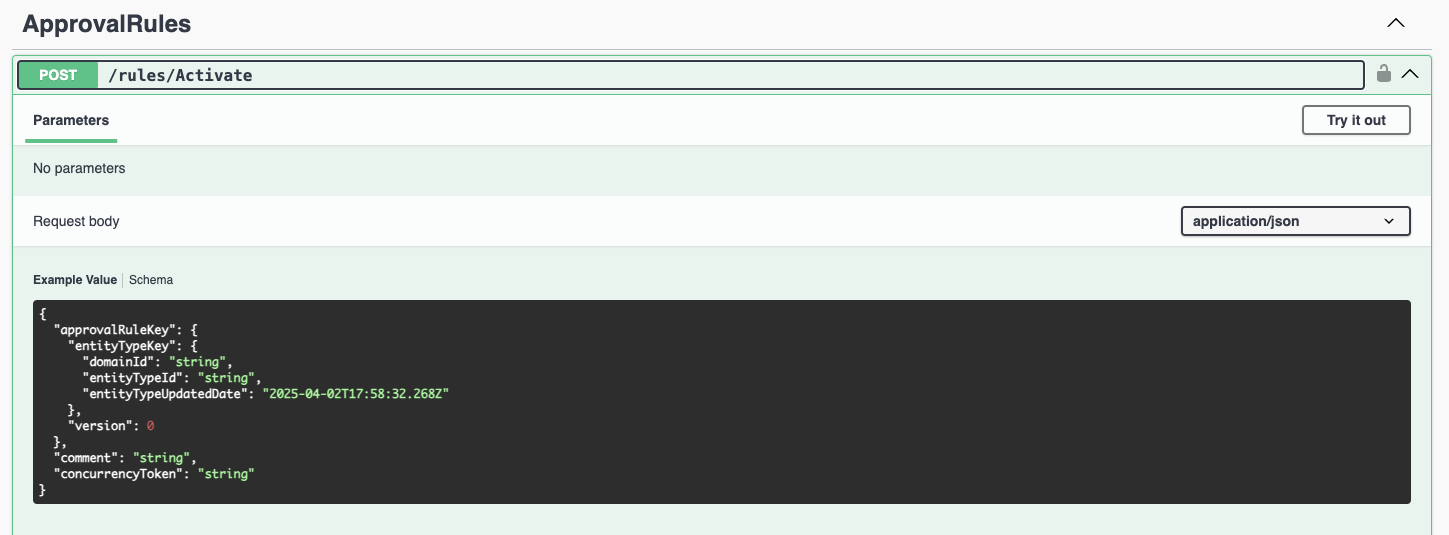 ApprovalRules
POST /rules/Activate
Parameters
Try it out
No parameters
Request body
application/json
Example Value Schema
{
  "approvalRuleKey": {
    "entityTypeKey": {
      "domainId": "string",
      "entityTypeId": "string",
      "entityTypeUpdatedDate": "2025-04-02T17:58:32.268Z"
    },
    "version": 0
  },
  "comment": "string",
  "concurrencyToken": "string"
}